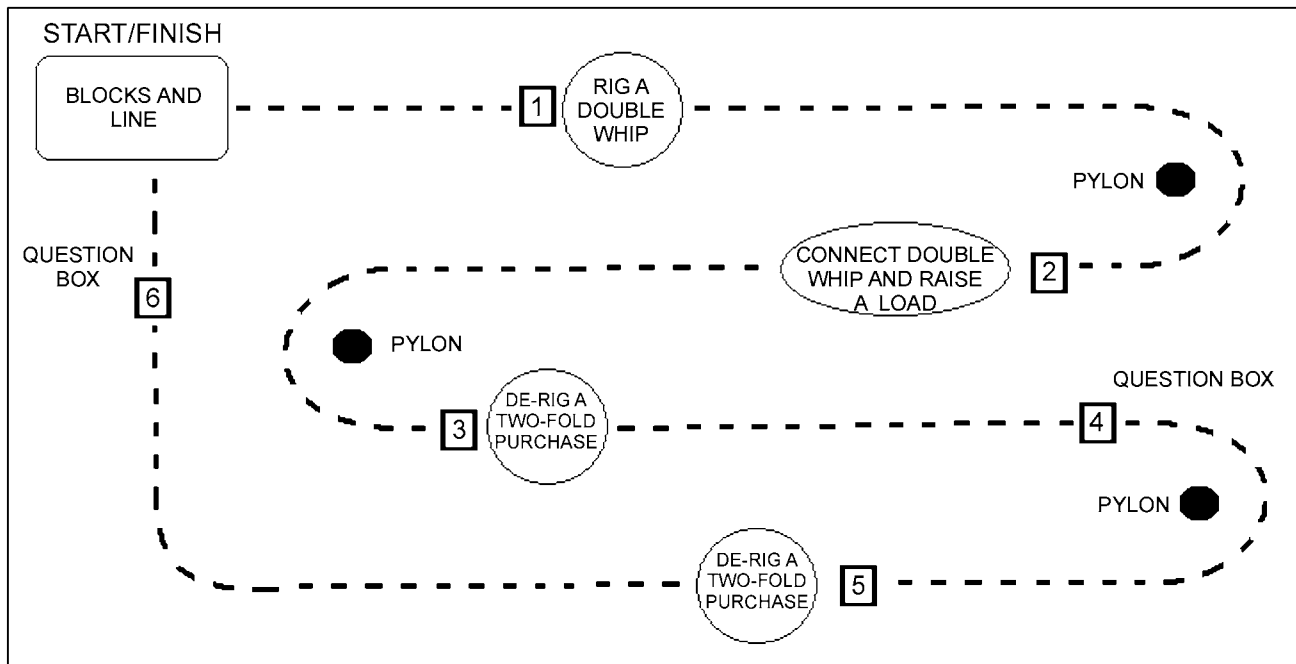 START/FINISH
BLOCKS AND
LINE
1
RIG A
DOUBLE
WHIP
PYLON
QUESTION
BOX
6
CONNECT DOUBLE
WHIP AND RAISE
A LOAD
2
PYLON
3
DE-RIG A
TWO-FOLD
PURCHASE
QUESTION BOX
4
PYLON
DE-RIG A
TWO-FOLD
PURCHASE
5